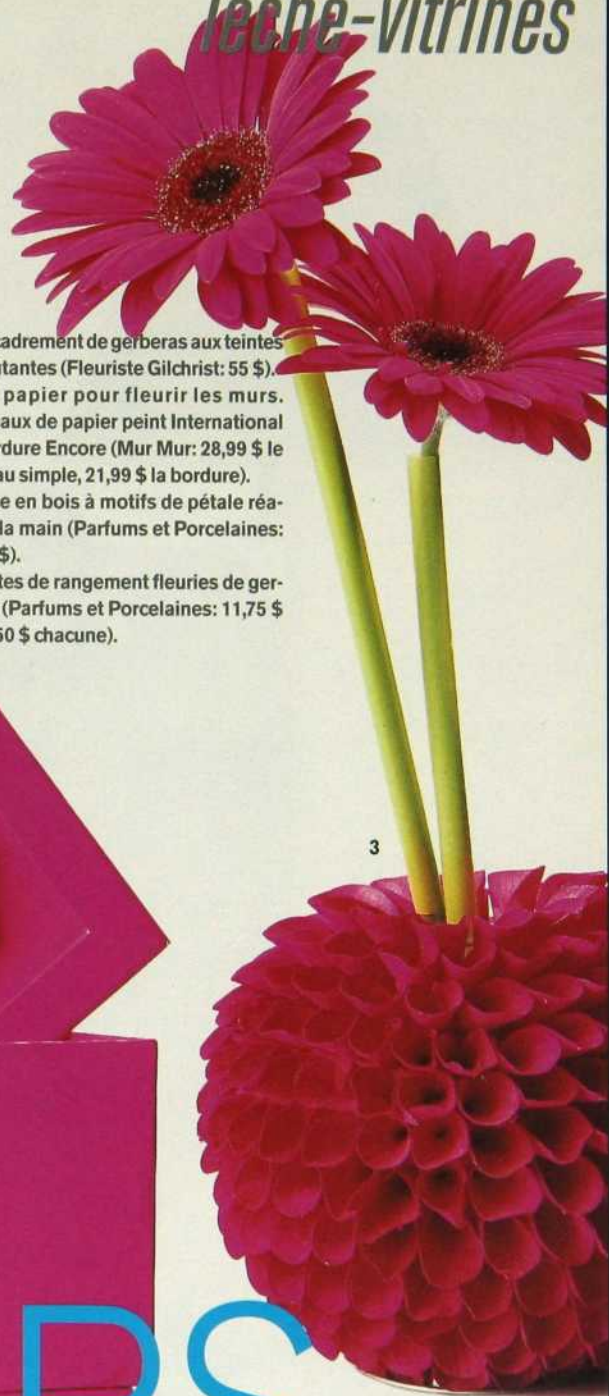 lèche-vitrines
adrement de gerberas aux teintes
utantes (Fleuriste Gilchrist: 55 $).
papier pour fleurir les murs.
aux de papier peint International
rdure Encore (Mur Mur: 28,99 $ le
au simple, 21,99 $ la bordure).
e en bois à motifs de pétale réa-
la main (Parfums et Porcelaines:
$).
tes de rangement fleuries de ger-
(Parfums et Porcelaines: 11,75 $
50 $ chacune).
3
RS